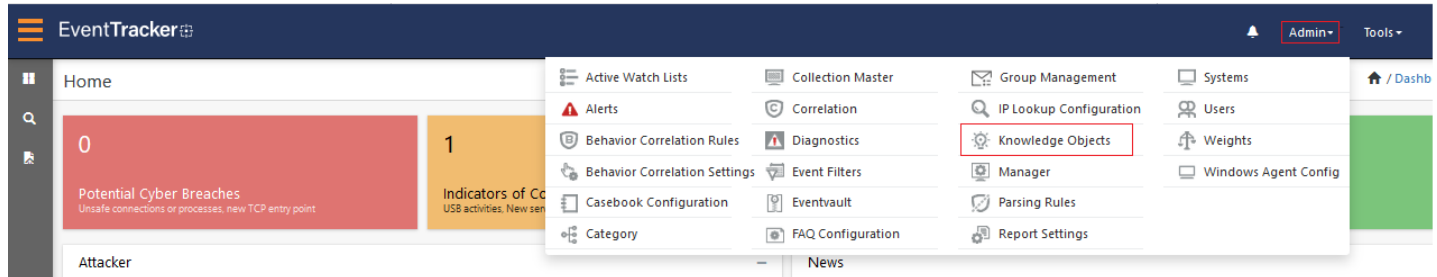 EventTracker
Admin
Tools
Home
/ Dashb
0
Potential Cyber Breaches
Unsafe connections or processes, new TCP entry point
1
Indicators of Co
USB activities, New sen
Active Watch Lists
Collection Master
Group Management
Systems
Alerts
Correlation
IP Lookup Configuration
Users
Behavior Correlation Rules
Diagnostics
Knowledge Objects
Weights
Behavior Correlation Settings
Event Filters
Manager
Windows Agent Config
Casebook Configuration
Eventvault
Parsing Rules
Category
FAQ Configuration
Report Settings
Attacker
News